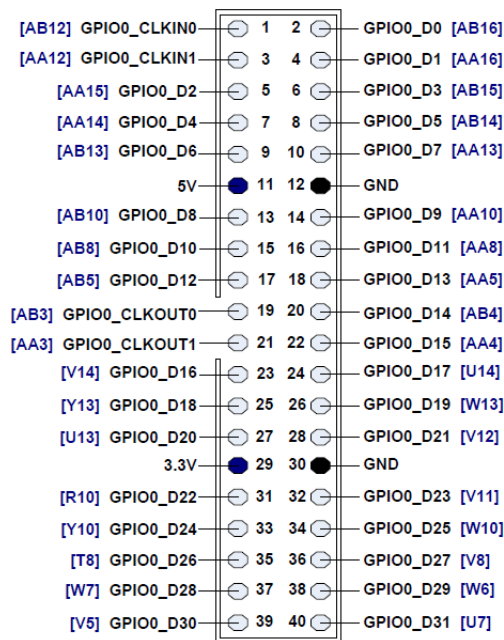 [AB12] GPIO0_CLKIN0 1 2 GPIO0_D0 [AB16]
[AA12] GPIO0_CLKIN1 3 4 GPIO0_D1 [AA16]
[AA15] GPIO0_D2 5 6 GPIO0_D3 [AB15]
[AA14] GPIO0_D4 7 8 GPIO0_D5 [AB14]
[AB13] GPIO0_D6 9 10 GPIO0_D7 [AA13]
5V 11 12 GND
[AB10] GPIO0_D8 13 14 GPIO0_D9 [AA10]
[AB8] GPIO0_D10 15 16 GPIO0_D11 [AA8]
[AB5] GPIO0_D12 17 18 GPIO0_D13 [AA5]
[AB3] GPIO0_CLKOUT0 19 20 GPIO0_D14 [AB4]
[AA3] GPIO0_CLKOUT1 21 22 GPIO0_D15 [AA4]
[V14] GPIO0_D16 23 24 GPIO0_D17 [U14]
[Y13] GPIO0_D18 25 26 GPIO0_D19 [W13]
[U13] GPIO0_D20 27 28 GPIO0_D21 [V12]
3.3V 29 30 GND
[R10] GPIO0_D22 31 32 GPIO0_D23 [V11]
[Y10] GPIO0_D24 33 34 GPIO0_D25 [W10]
[T8] GPIO0_D26 35 36 GPIO0_D27 [V8]
[W7] GPIO0_D28 37 38 GPIO0_D29 [W6]
[V5] GPIO0_D30 39 40 GPIO0_D31 [U7]